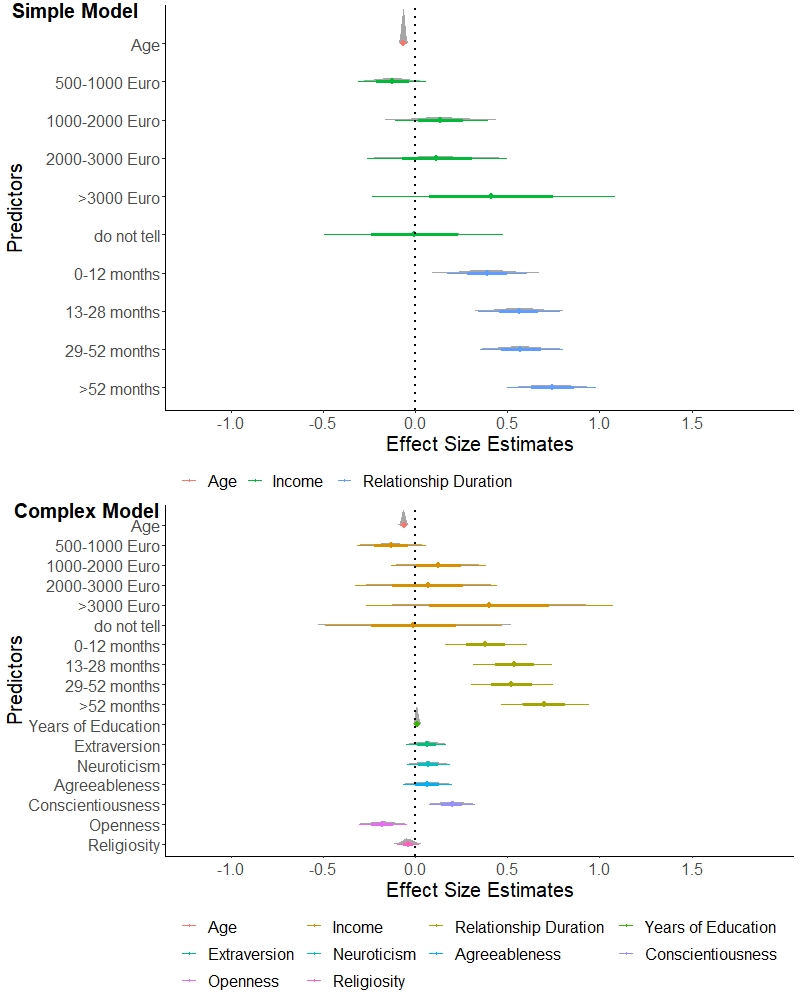 Simple Model
Predictors
Age
500-1000 Euro
1000-2000 Euro
2000-3000 Euro
>3000 Euro
do not tell
0-12 months
13-28 months
29-52 months
>52 months
-1.0 -0.5 0.0 0.5 1.0 1.5
Effect Size Estimates
Age Income Relationship Duration
Complex Model
Predictors
Age
500-1000 Euro
1000-2000 Euro
2000-3000 Euro
>3000 Euro
do not tell
0-12 months
13-28 months
29-52 months
>52 months
Years of Education
Extraversion
Neuroticism
Agreeableness
Conscientiousness
Openness
Religiosity
-1.0 -0.5 0.0 0.5 1.0 1.5
Effect Size Estimates
Age Income Relationship Duration Years of Education
Extraversion Neuroticism Agreeableness Conscientiousness
Openness Religiosity